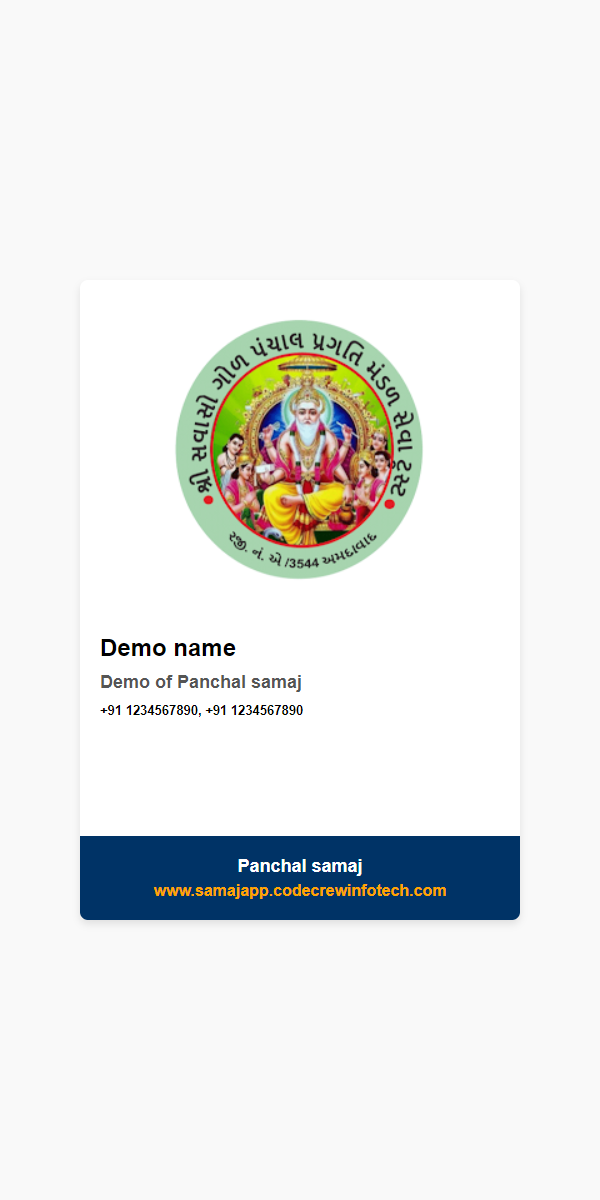 શ્રી સવાસો ગોળ પંચાલ પ્રગતિ મંડળ સેવા ટ્રસ્ટ
રજી. નં. એ /3544 અમદાવાદ
Demo name
Demo of Panchal samaj
+91 1234567890, +91 1234567890
Panchal samaj
www.samajapp.codecrewinfotech.com